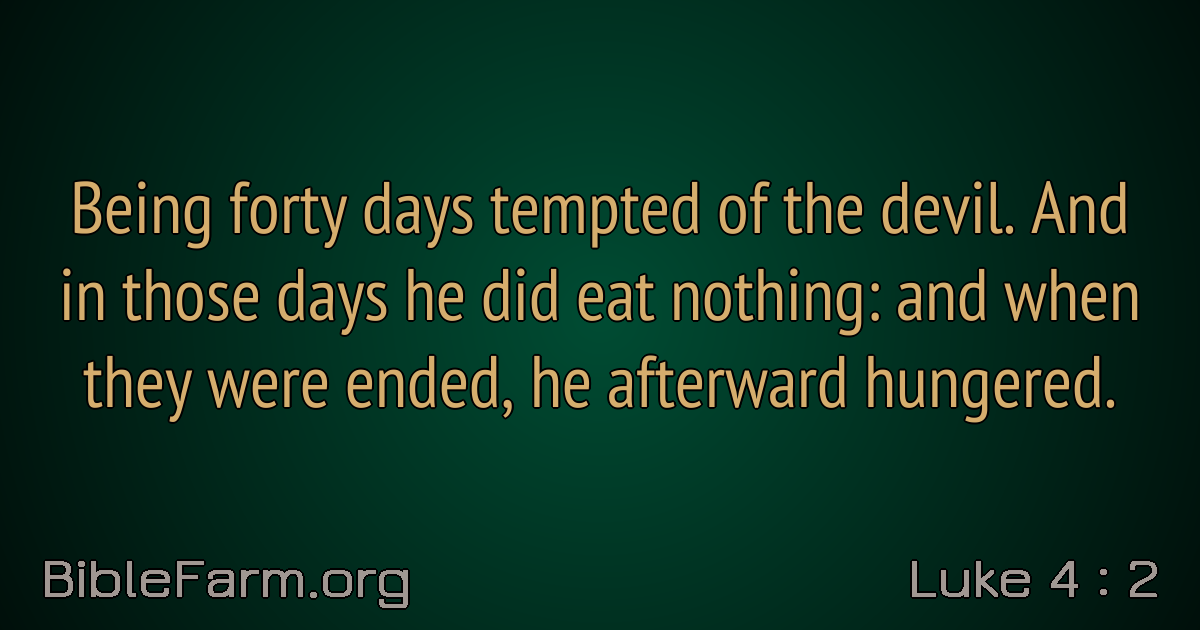 Being forty days tempted of the devil. And
in those days he did eat nothing: and when
they were ended, he afterward hungered.
BibleFarm.org
Luke 4 : 2